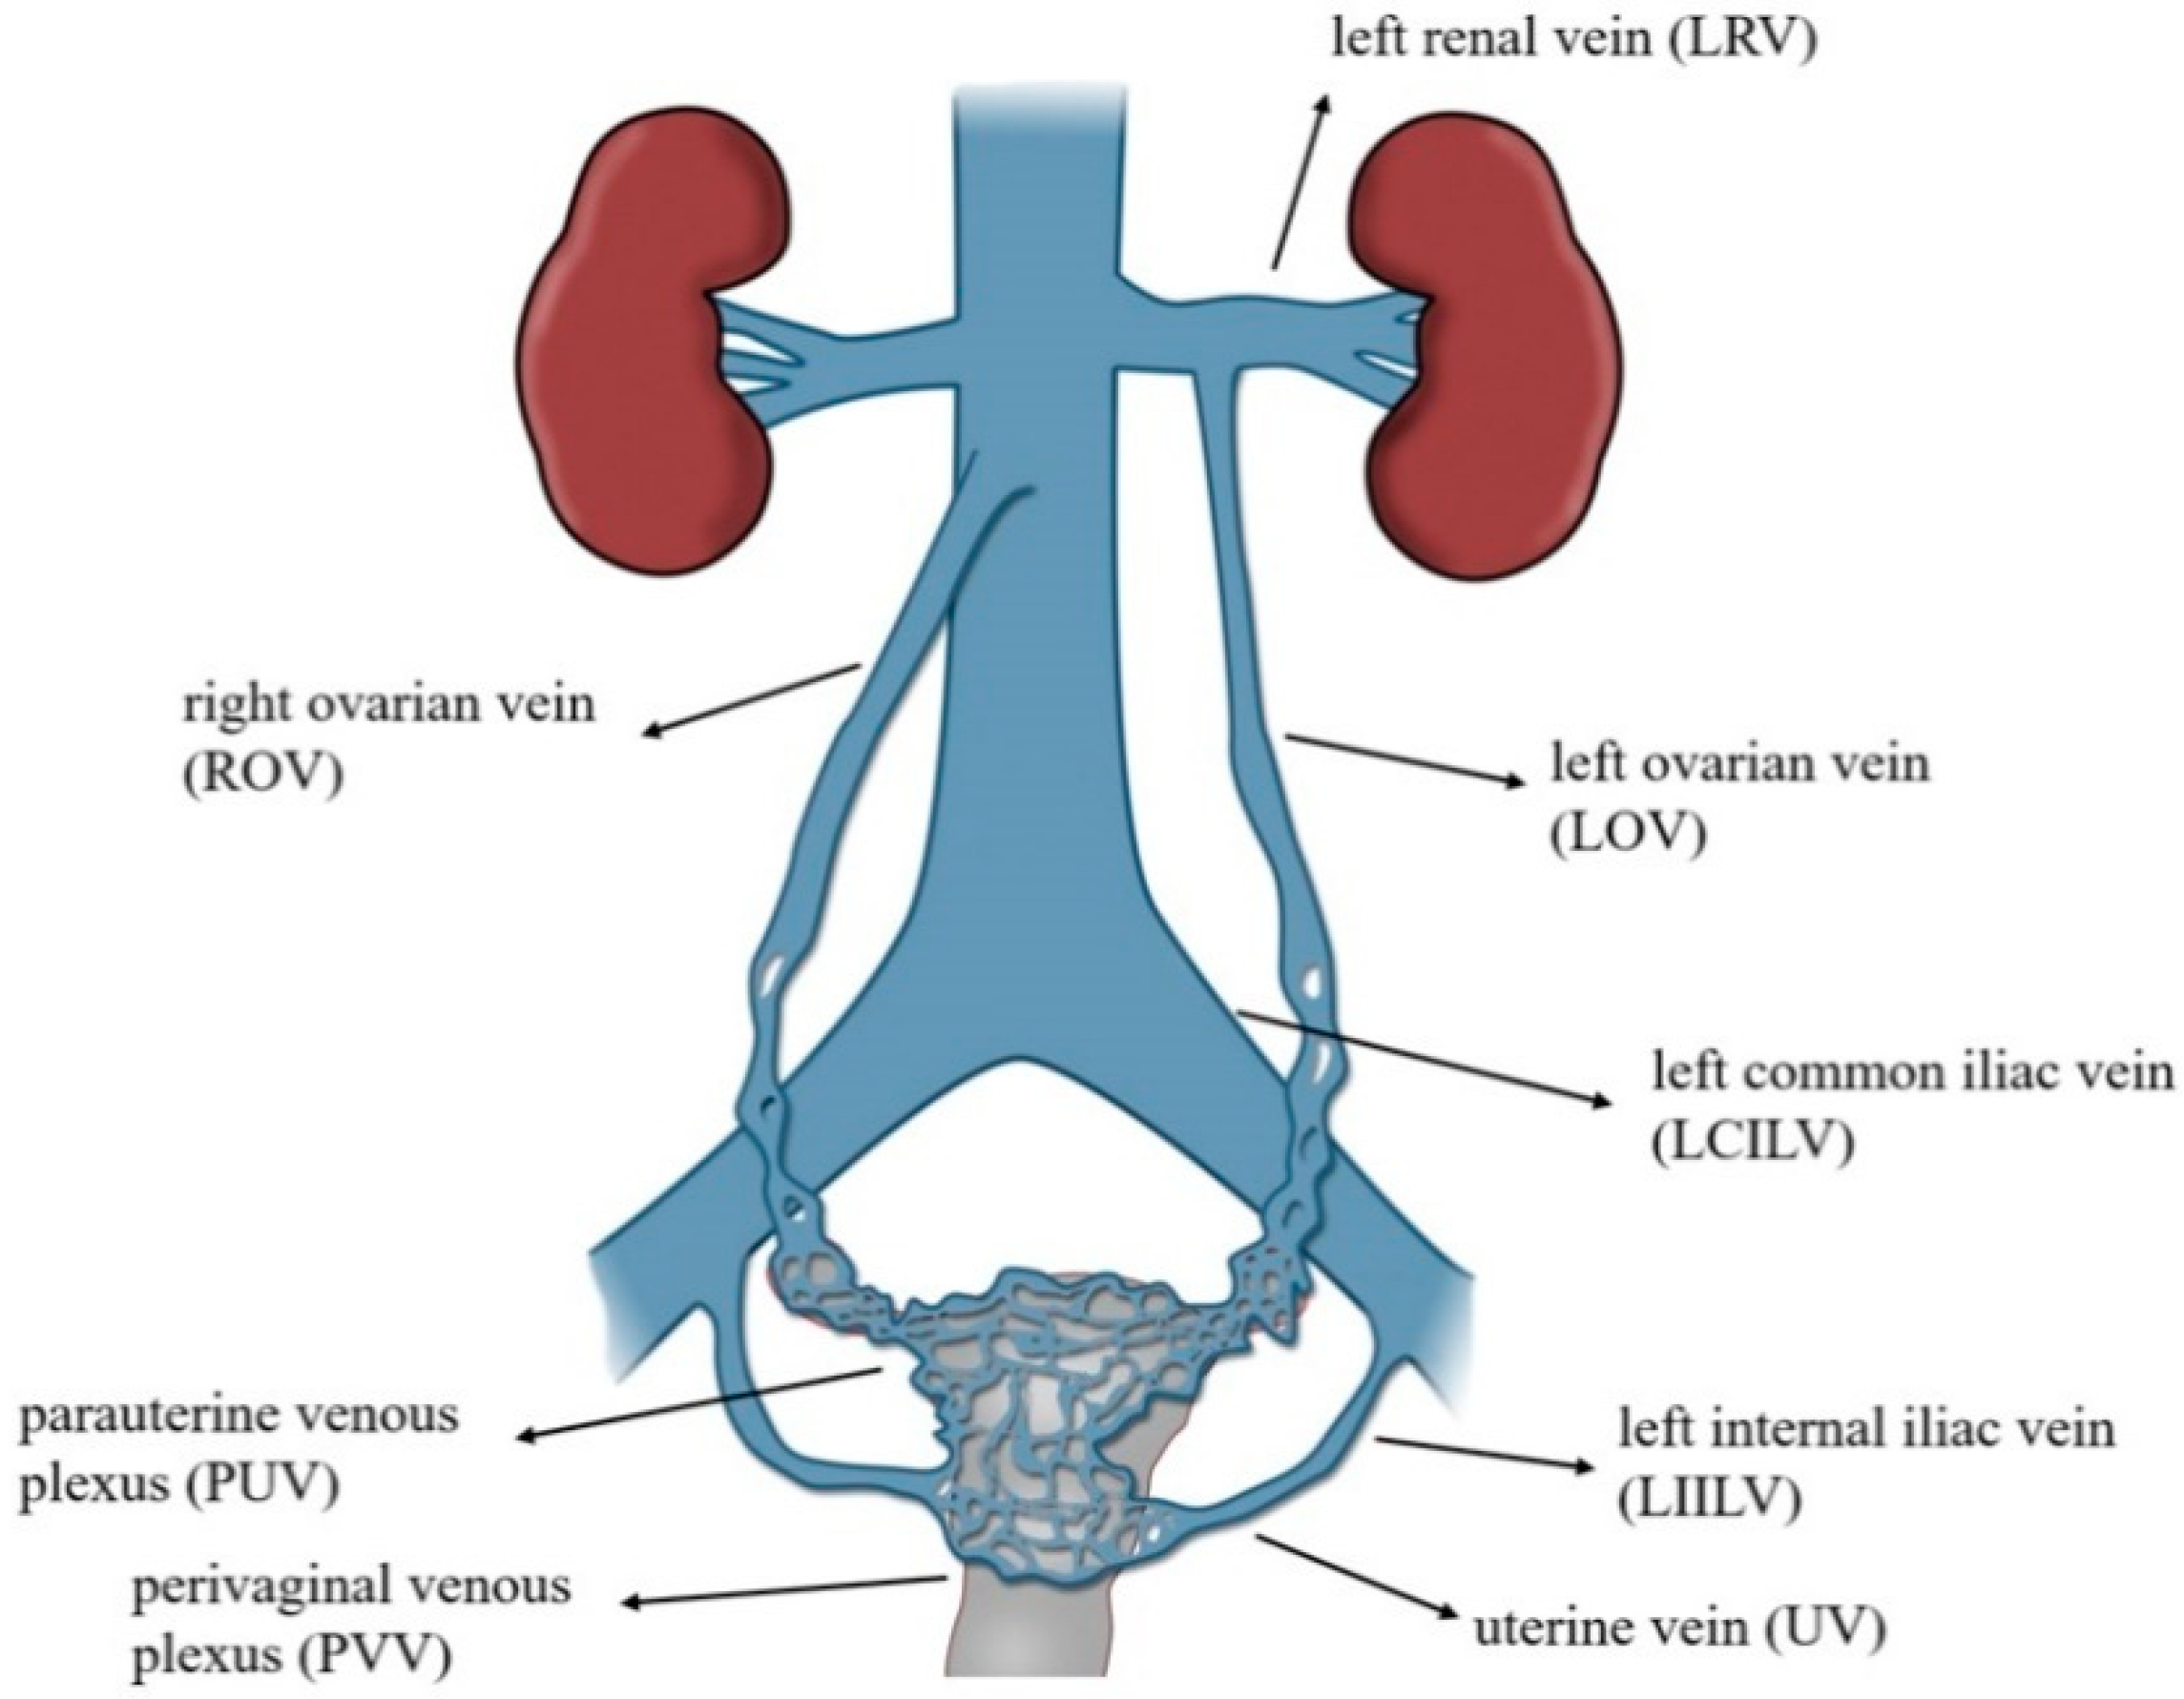 left renal vein (LRV)
right ovarian vein
(ROV)
left ovarian vein
(LOV)
left common iliac vein
(LCILV)
parauterine venous
plexus (PUV)
left internal iliac vein
(LIILV)
perivaginal venous
plexus (PVV)
uterine vein (UV)